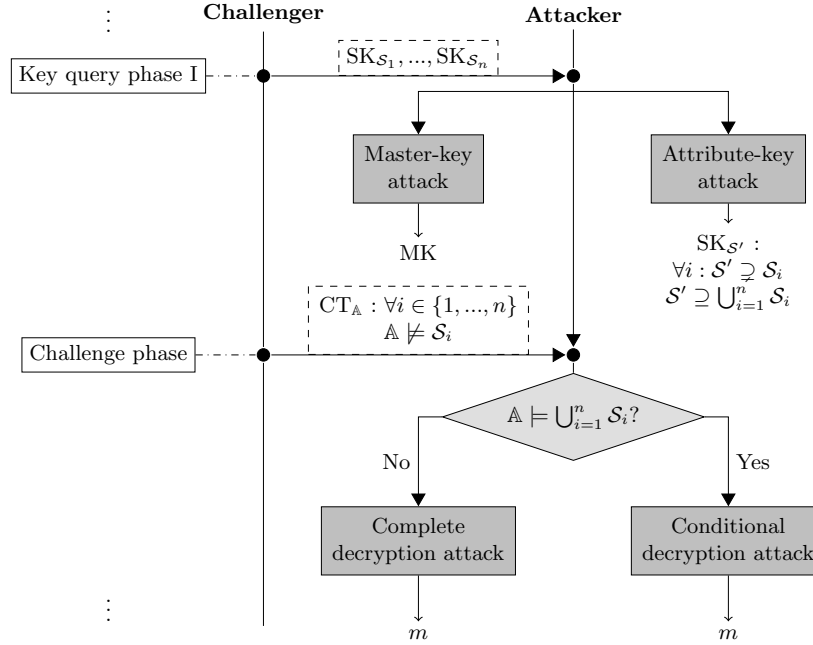 Challenger
Attacker
⋮
SK_{𝒮_1}, ..., SK_{𝒮_n}
Key query phase I
Master-key
attack
Attribute-key
attack
MK
SK_{𝒮'} :
∀i : 𝒮' ⊋ 𝒮_i
𝒮' ⊇ ⋃_{i=1}^n 𝒮_i
CT_𝔸 : ∀i ∈ {1, ..., n}
𝔸 ⊭ 𝒮_i
Challenge phase
𝔸 ⊨ ⋃_{i=1}^n 𝒮_i?
No
Yes
Complete
decryption attack
Conditional
decryption attack
⋮
m
m